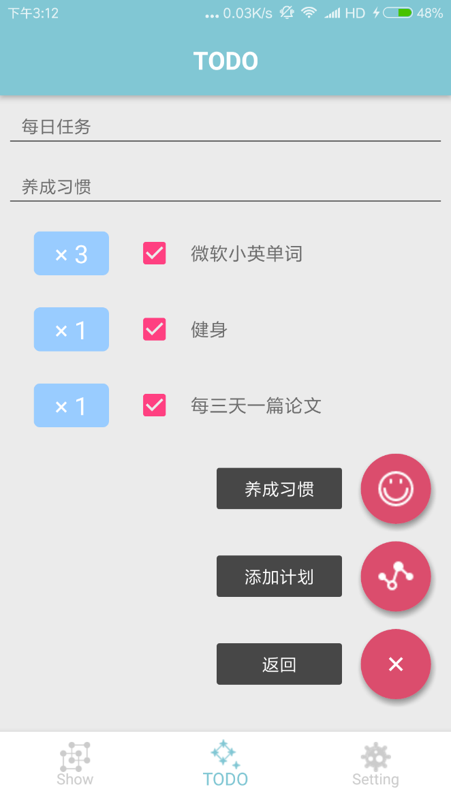 下午3:12 ... 0.03K/s HD 48%
TODO
每日任务
养成习惯
× 3 微软小英单词
× 1 健身
× 1 每三天一篇论文
养成习惯
添加计划
返回
Show TODO Setting